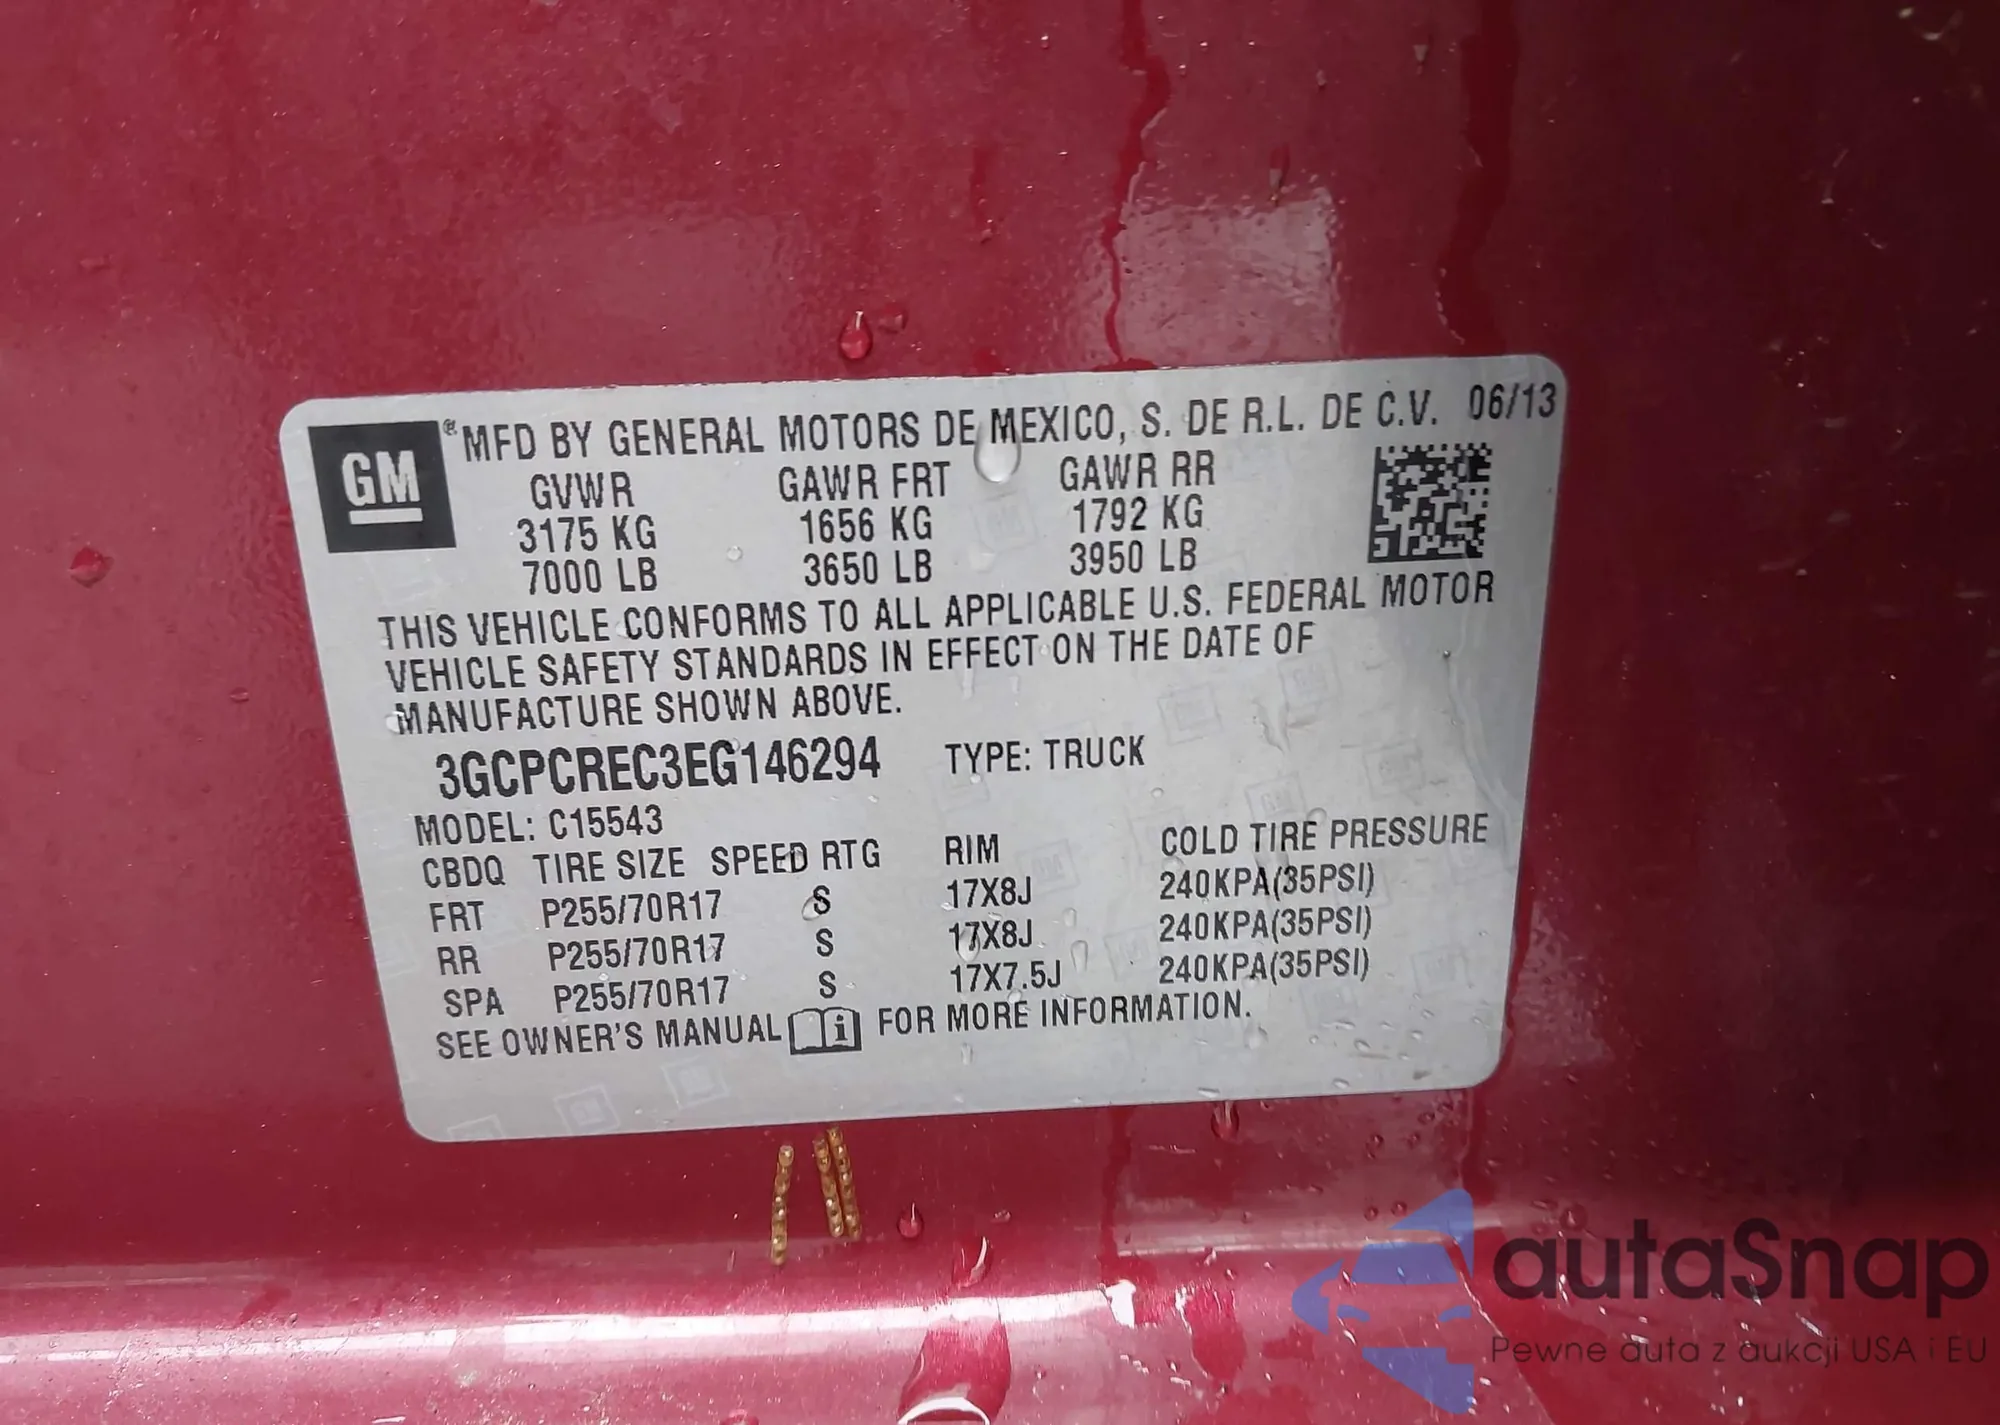 GM ® MFD BY GENERAL MOTORS DE MEXICO, S. DE R.L. DE C.V. 06/13
GVWR GAWR FRT GAWR RR
3175 KG 1656 KG 1792 KG
7000 LB 3650 LB 3950 LB
THIS VEHICLE CONFORMS TO ALL APPLICABLE U.S. FEDERAL MOTOR
VEHICLE SAFETY STANDARDS IN EFFECT ON THE DATE OF
MANUFACTURE SHOWN ABOVE.
3GCPCREC3EG146294 TYPE: TRUCK
MODEL: C15543
CBDQ TIRE SIZE SPEED RTG RIM COLD TIRE PRESSURE
FRT P255/70R17 S 17X8J 240KPA(35PSI)
RR P255/70R17 S 17X8J 240KPA(35PSI)
SPA P255/70R17 S 17X7.5J 240KPA(35PSI)
SEE OWNER'S MANUAL i FOR MORE INFORMATION.
autaSnap
Pewne auta z aukcji USA i EU